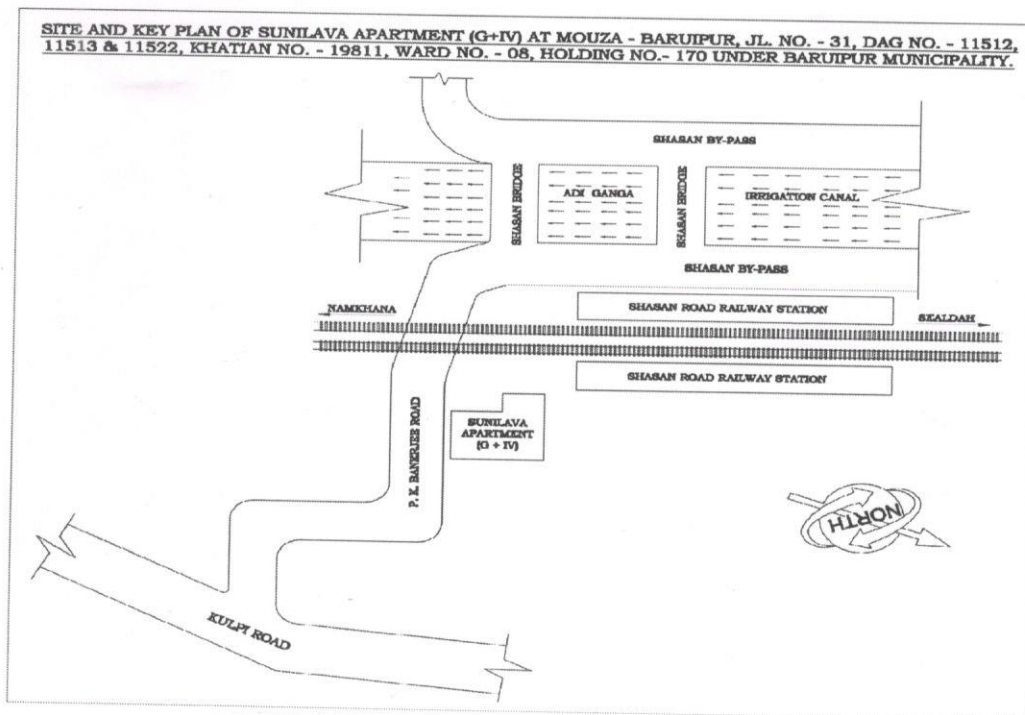 SITE AND KEY PLAN OF SUNILAVA APARTMENT (G+IV) AT MOUZA - BARUIPUR, JL. NO. - 31, DAG NO. - 11512,
11513 & 11522, KHATIAN NO. - 19811, WARD NO. - 08, HOLDING NO.- 170 UNDER BARUIPUR MUNICIPALITY.
SHASAN BY-PASS
SHASAN BRIDGE
ADI GANGA
SHASAN BRIDGE
IRRIGATION CANAL
SHASAN BY-PASS
NAMKHANA
SHASAN ROAD RAILWAY STATION
SEALDAH
SHASAN ROAD RAILWAY STATION
P. K. BANERJEE ROAD
SUNILAVA
APARTMENT
(G + IV)
NORTH
KULPI ROAD